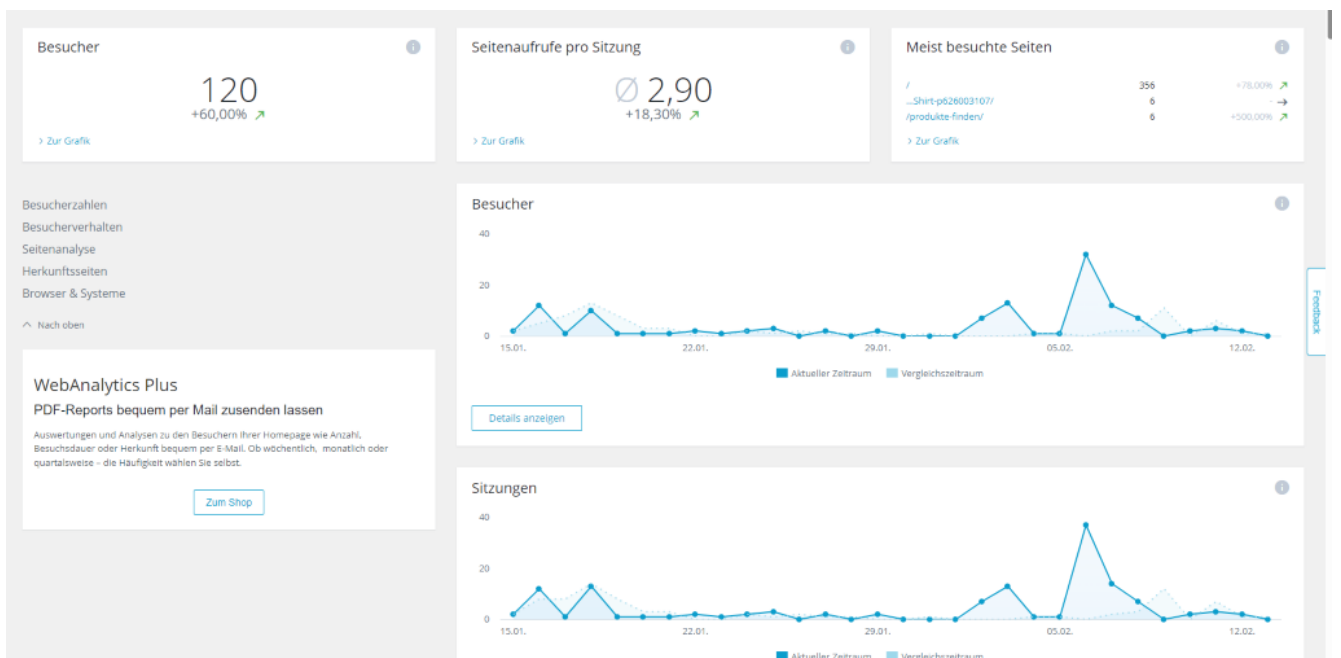 Besucher
120
+60,00%
> Zur Grafik
Seitenaufrufe pro Sitzung
Ø 2,90
+18,30%
> Zur Grafik
Meist besuchte Seiten
/ 356 +78,00%
...Shirt-p626003107/ 6 - →
/produkte-finden/ 6 +500,00%
> Zur Grafik
Besucherzahlen
Besucherverhalten
Seitenanalyse
Herkunftsseiten
Browser & Systeme
Nach oben
WebAnalytics Plus
PDF-Reports bequem per Mail zusenden lassen
Auswertungen und Analysen zu den Besuchern Ihrer Homepage wie Anzahl,
Besuchsdauer oder Herkunft bequem per E-Mail. Ob wöchentlich, monatlich oder
quartalsweise – die Häufigkeit wählen Sie selbst.
Zum Shop
Besucher
40
20
0
15.01. 22.01. 29.01. 05.02. 12.02.
Aktueller Zeitraum Vergleichszeitraum
Details anzeigen
Sitzungen
40
20
0
15.01. 22.01. 29.01. 05.02. 12.02.
Aktueller Zeitraum Vergleichszeitraum
Feedback